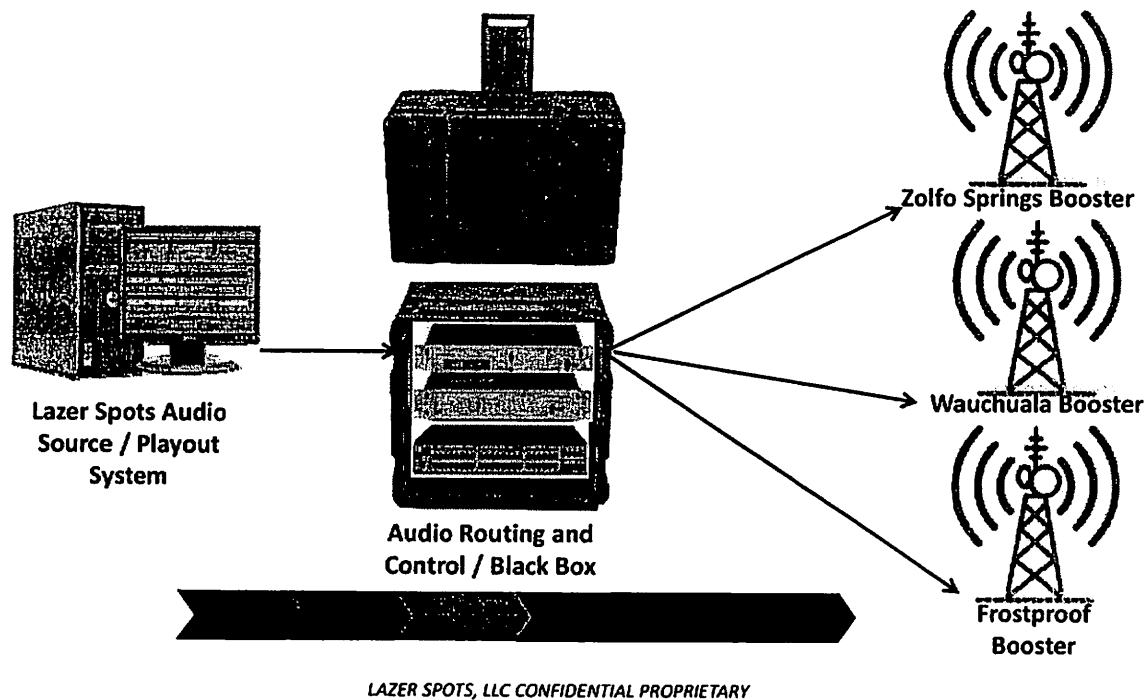 Zolfo Springs Booster
Lazer Spots Audio
Source / Playout
System
Wauchuala Booster
Audio Routing and
Control / Black Box
Frostproof
Booster
LAZER SPOTS, LLC CONFIDENTIAL PROPRIETARY